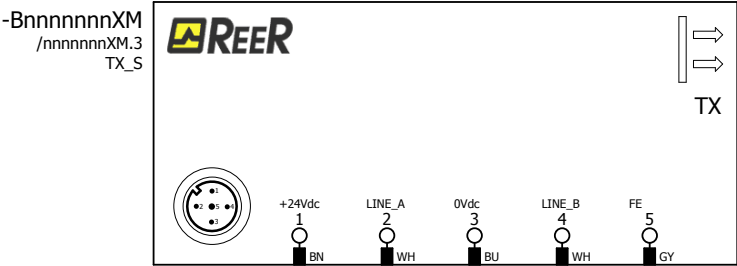 -BnnnnnnnXM
/nnnnnnnXM.3
TX_S
REER
TX
1
2 5 4
3
+24Vdc LINE_A 0Vdc LINE_B FE
1 2 3 4 5
BN WH BU WH GY